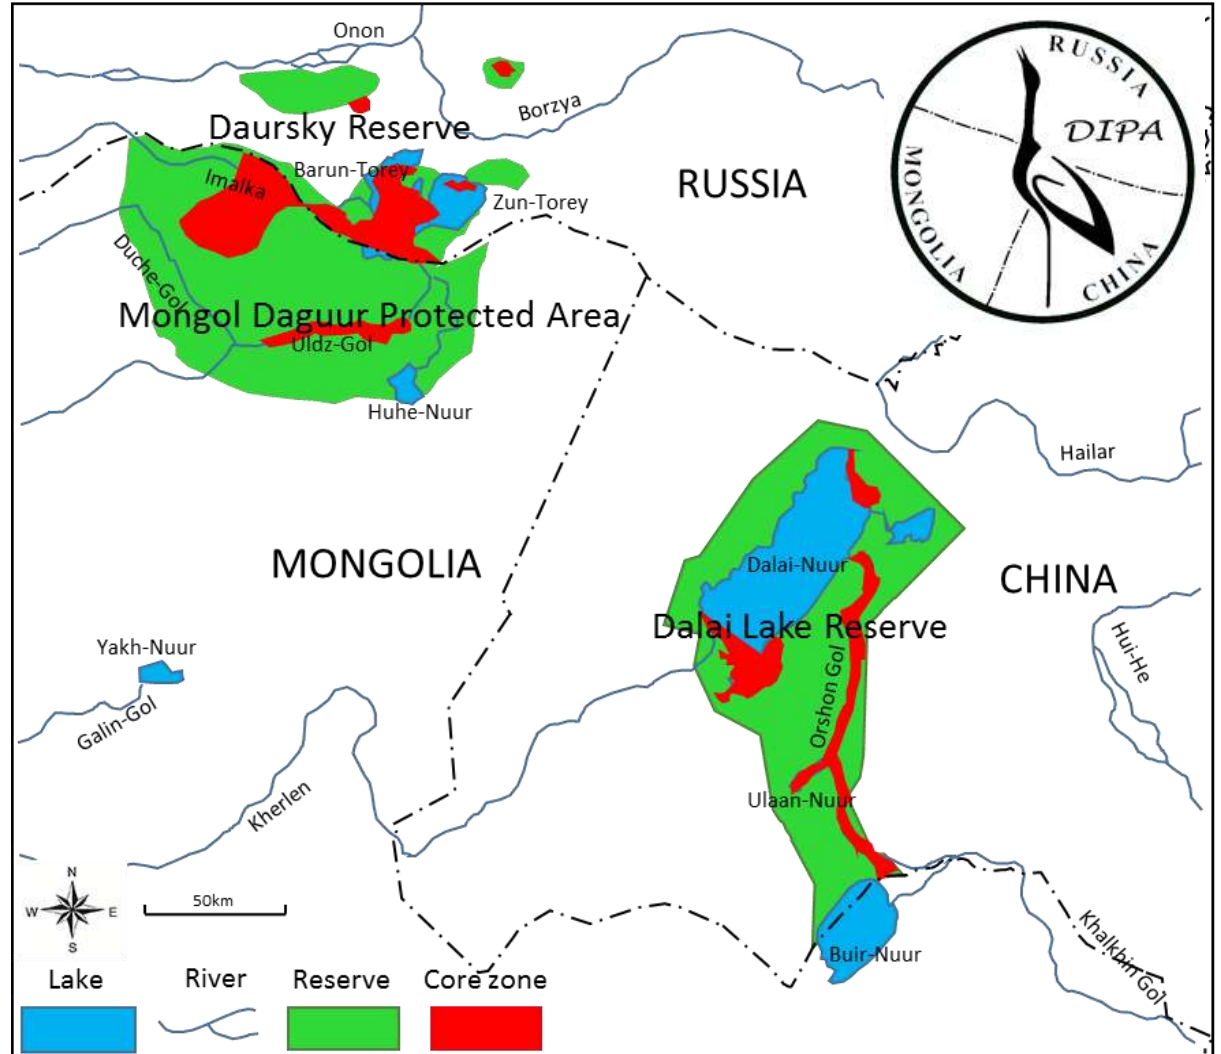 Onon
Borzya
RUSSIA
DIPA
MONGOLIA
CHINA
Daursky Reserve
Imalka
Barun-Torey
Zun-Torey
RUSSIA
Duche-Gol
Mongol Daguur Protected Area
Uldz-Gol
Huhe-Nuur
Hailar
MONGOLIA
Dalai-Nuur
CHINA
Dalai Lake Reserve
Hui-He
Yakh-Nuur
Galin-Gol
Orshon Gol
Kherlen
Ulaan-Nuur
N
W E
S
50km
Buir-Nuur
Khalkhin Gol
Lake River Reserve Core zone